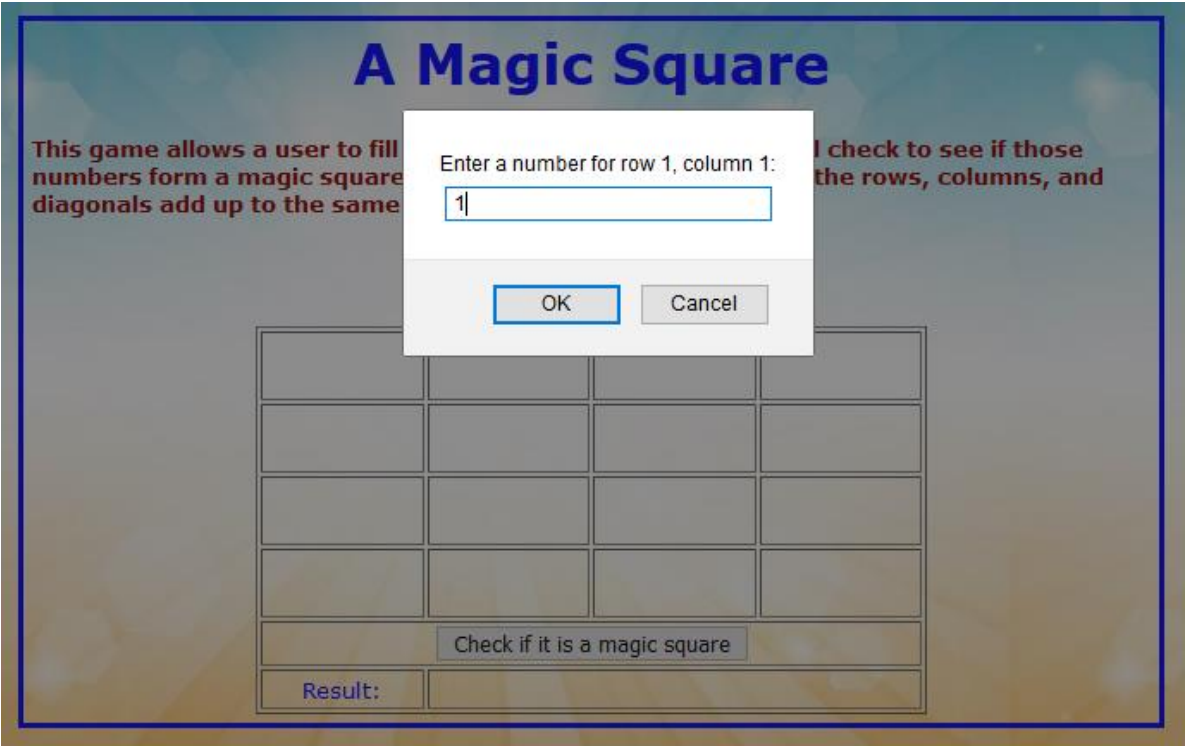 A Magic Square
This game allows a user to fill
l check to see if those
numbers form a magic square
the rows, columns, and
diagonals add up to the same
Enter a number for row 1, column 1:
1
OK Cancel
Check if it is a magic square
Result: